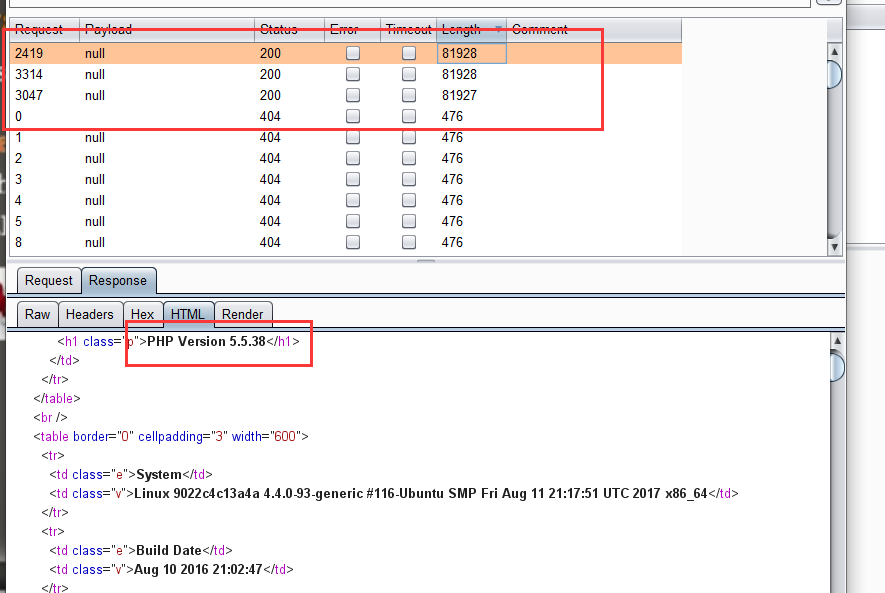 Request Payload Status Error Timeout Length Comment
2419 null 200 81928
3314 null 200 81928
3047 null 200 81927
0 404 476
1 null 404 476
2 null 404 476
3 null 404 476
4 null 404 476
5 null 404 476
8 null 404 476
Request Response
Raw Headers Hex HTML Render
<h1 class="p">PHP Version 5.5.38</h1>
</td>
</tr>
</table>
<br />
<table border="0" cellpadding="3" width="600">
<tr>
<td class="e">System</td>
<td class="v">Linux 9022c4c13a4a 4.4.0-93-generic #116-Ubuntu SMP Fri Aug 11 21:17:51 UTC 2017 x86_64</td>
</tr>
<tr>
<td class="e">Build Date</td>
<td class="v">Aug 10 2016 21:02:47</td>
</tr>